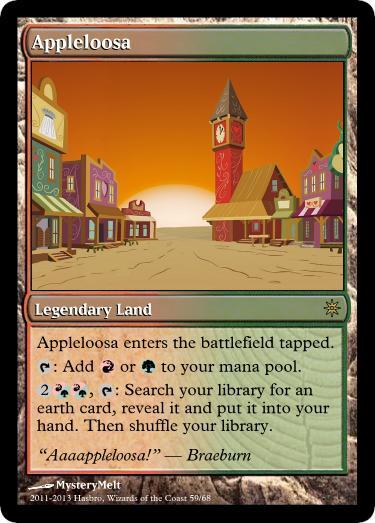 Appleloosa
Legendary Land
Appleloosa enters the battlefield tapped.
: Add or to your mana pool.
2 , : Search your library for an
earth card, reveal it and put it into your
hand. Then shuffle your library.
"Aaaappleloosa!" — Braeburn
MysteryMelt
2011-2013 Hasbro, Wizards of the Coast 59/68